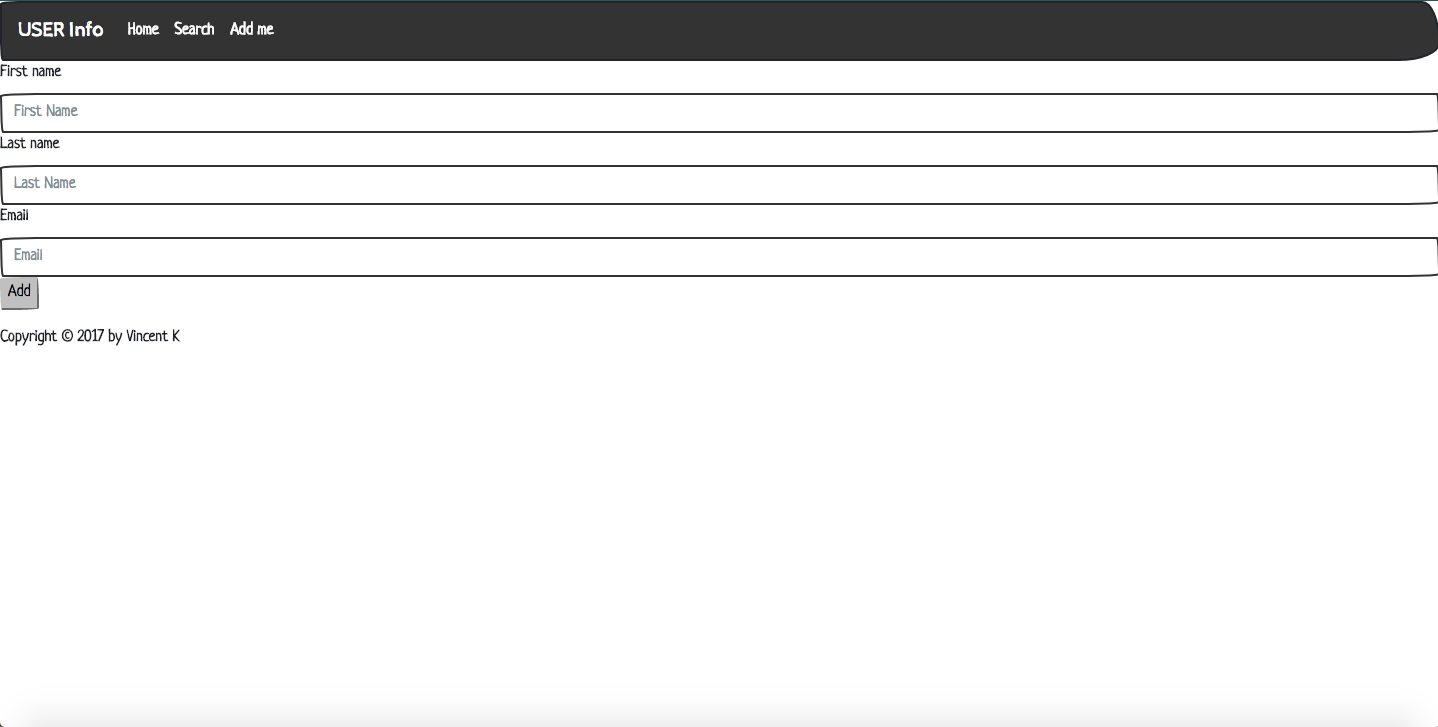 USER Info Home Search Add me
First name
First Name
Last name
Last Name
Email
Email
Add
Copyright © 2017 by Vincent K